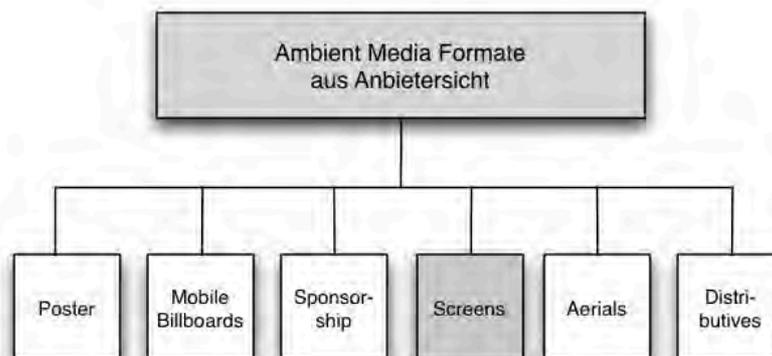 Ambient Media Formate
aus Anbietersicht
Poster
Mobile
Billboards
Sponsor-
ship
Screens
Aerials
Distri-
butives